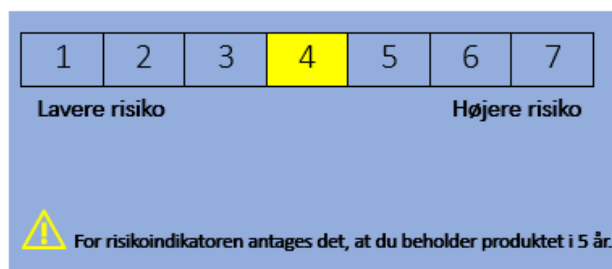 1 2 3 4 5 6 7
Lavere risiko Højere risiko
For risikoindikatoren antages det, at du beholder produktet i 5 år.